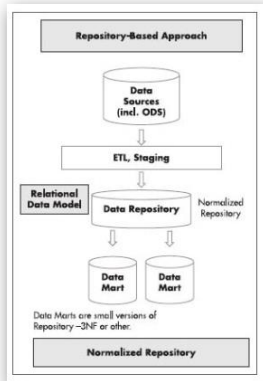 Repository-Based Approach
Data
Sources
(incl. ODS)
ETL, Staging
Relational
Data Model
Data Repository
Normalized
Repository
Data
Mart
Data
Mart
Data Marts are small versions of
Repository –3NF or other.
Normalized Repository